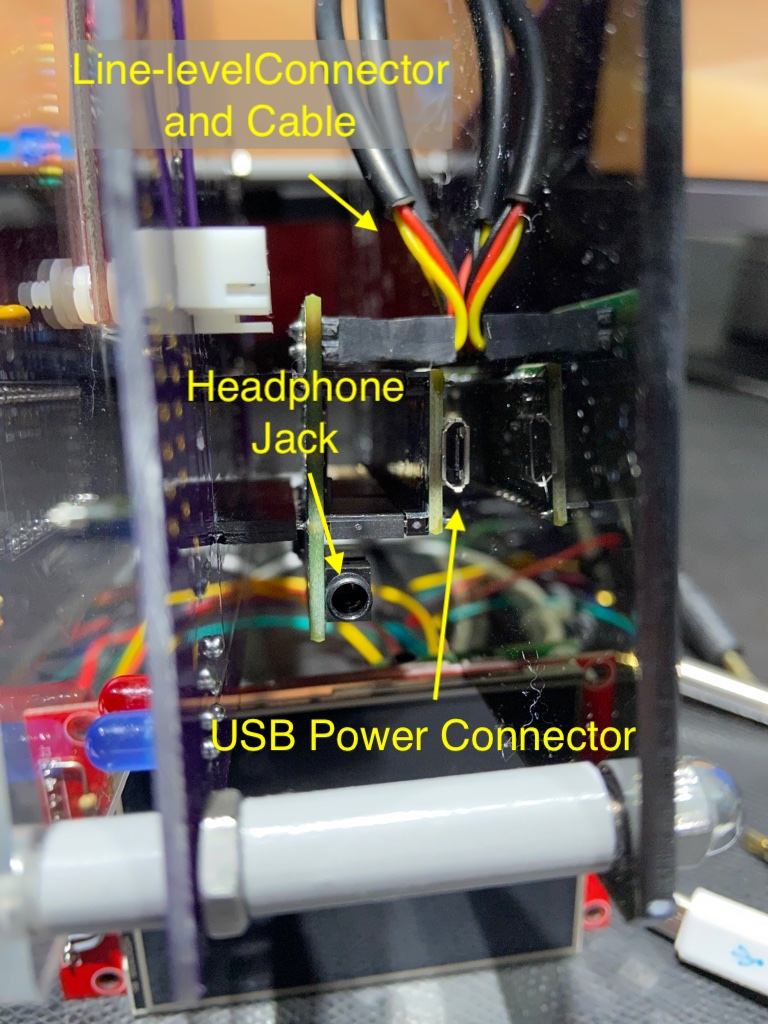 Line-levelConnector
and Cable
Headphone
Jack
USB Power Connector